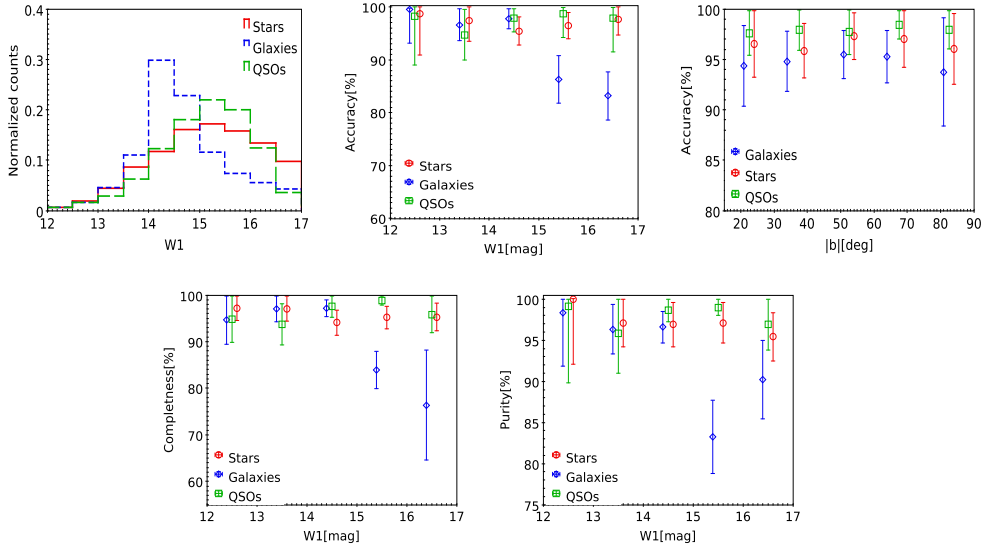 0.4
0.3
0.2
0.1
0
Normalized counts
12 13 14 15 16 17
W1
Stars
Glaxies
QSOs
100
90
80
70
60
Accuracy[%]
12 13 14 15 16 17
W1[mag]
Stars
Galaxies
QSOs
100
95
90
85
80
Accuracy[%]
20 30 40 50 60 70 80 90
|b|[deg]
Galaxies
Stars
QSOs
100
90
80
70
60
Completness[%]
12 13 14 15 16 17
W1[mag]
Stars
Galaxies
QSOs
100
95
90
85
80
75
Purity[%]
12 13 14 15 16 17
W1[mag]
Stars
Galaxies
QSOs